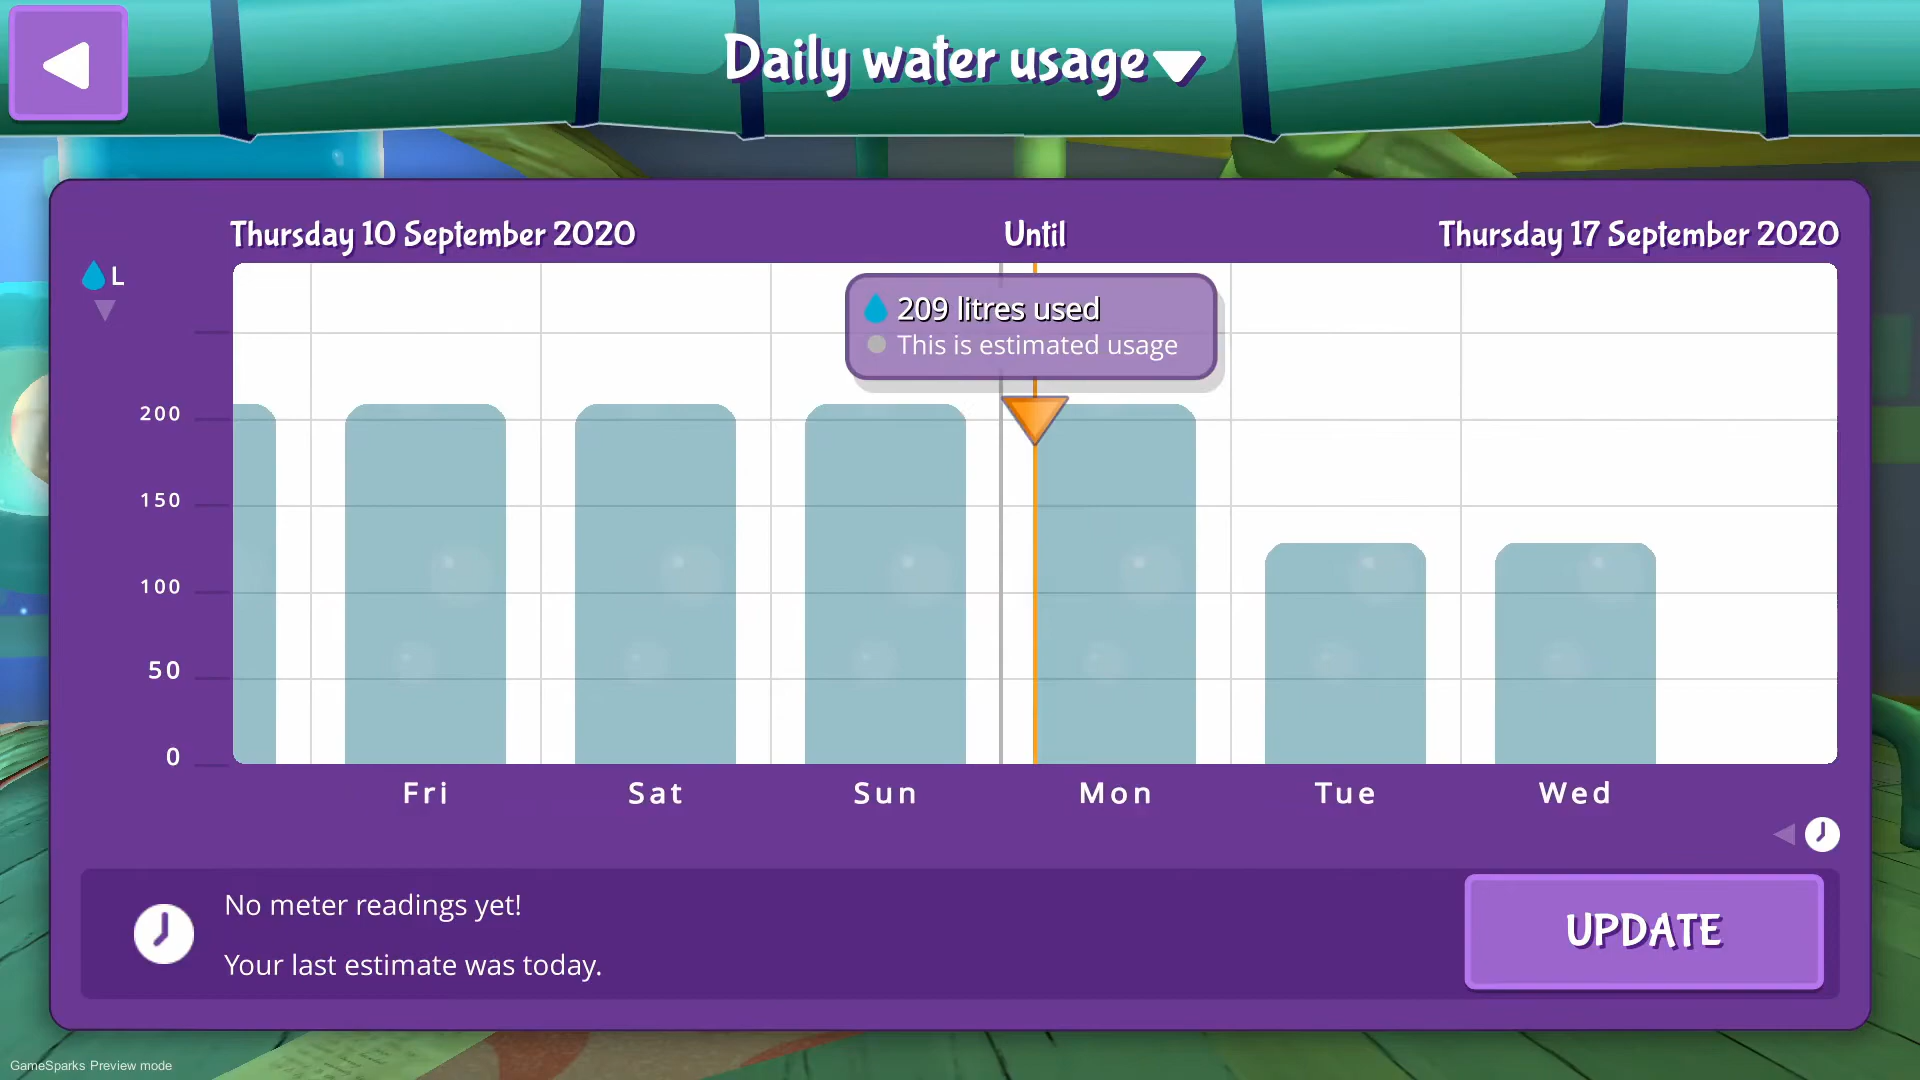 Daily water usage
Thursday 10 September 2020 Until Thursday 17 September 2020
L
209 litres used
This is estimated usage
200
150
100
50
0
Fri Sat Sun Mon Tue Wed
No meter readings yet!
Your last estimate was today.
UPDATE
GameSparks Preview mode